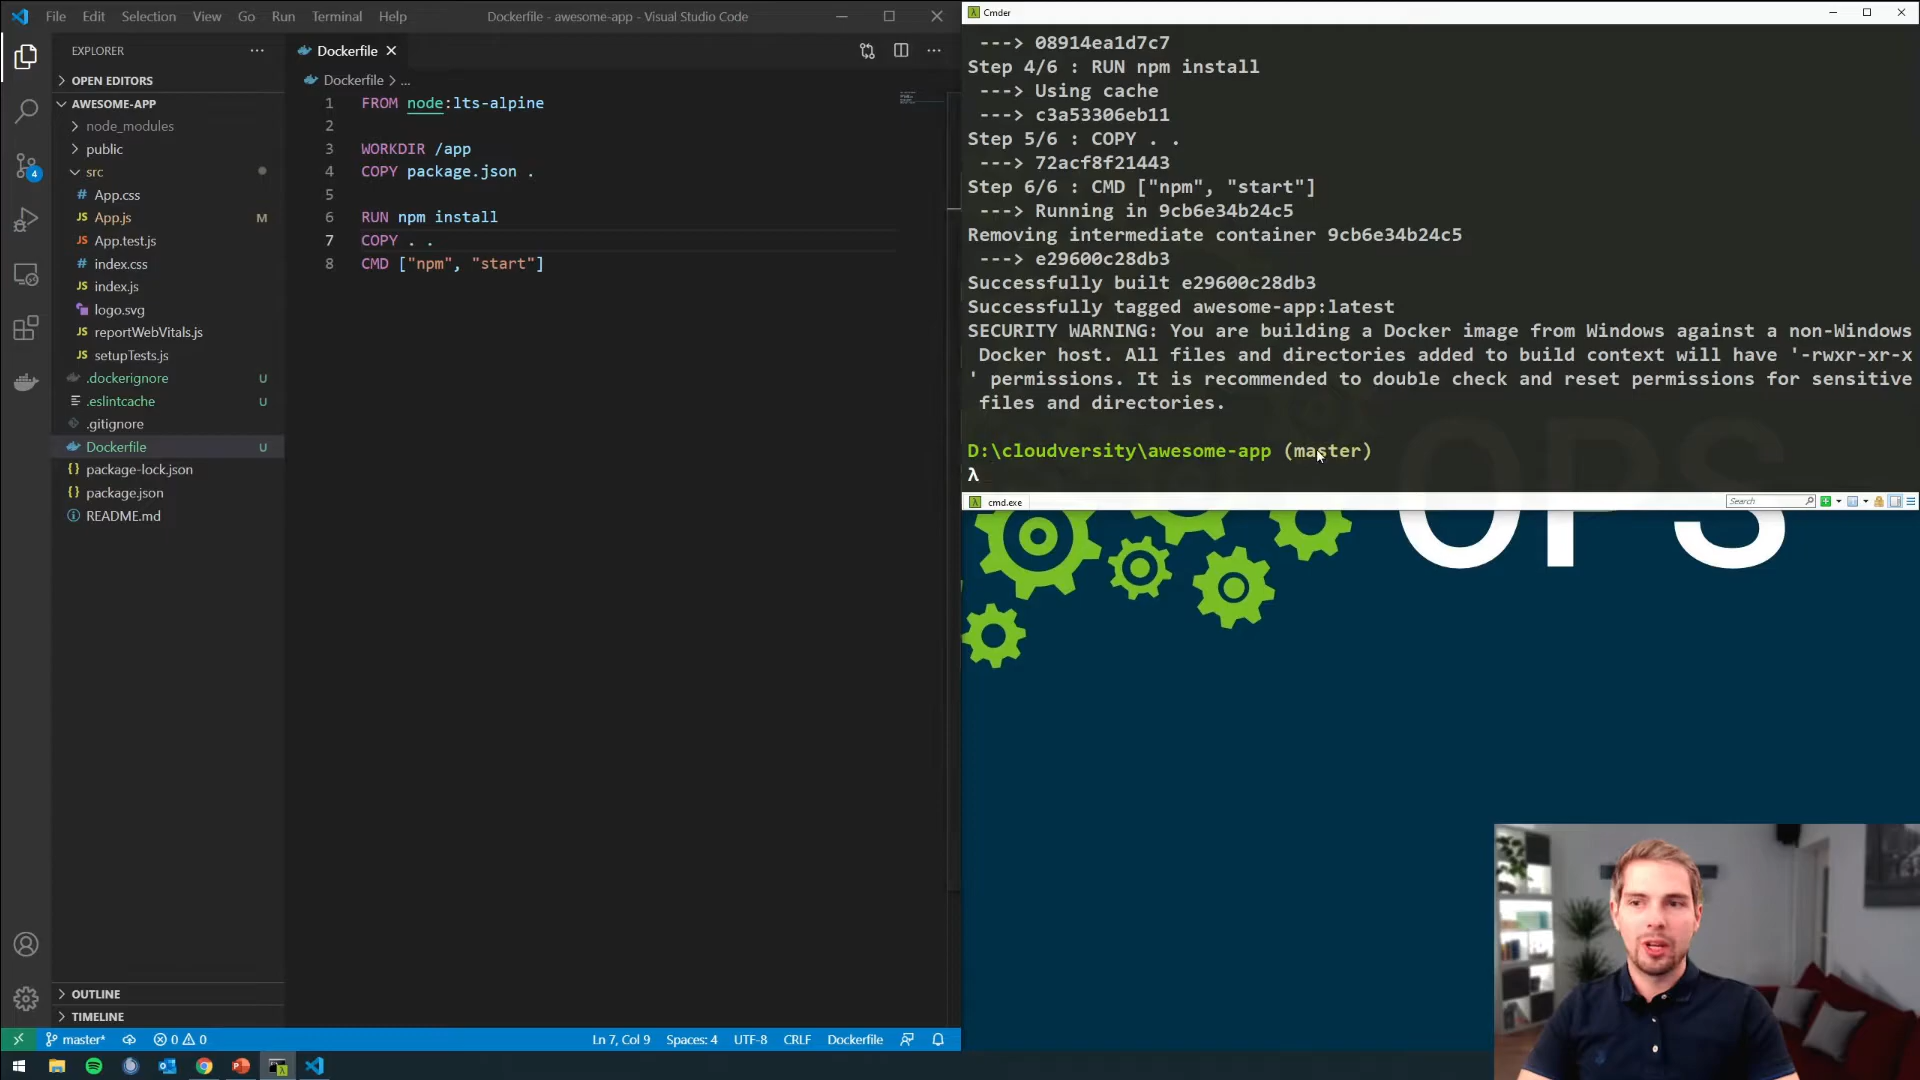 File Edit Selection View Go Run Terminal Help
Dockerfile - awesome-app - Visual Studio Code
EXPLORER
OPEN EDITORS
AWESOME-APP
node_modules
public
src
# App.css
JS App.js M
JS App.test.js
# index.css
JS index.js
logo.svg
JS reportWebVitals.js
JS setupTests.js
.dockerignore U
.eslintcache U
.gitignore
Dockerfile U
{} package-lock.json
{} package.json
README.md
OUTLINE
TIMELINE
4
Dockerfile
Dockerfile > ...
1 FROM node:lts-alpine
2
3 WORKDIR /app
4 COPY package.json .
5
6 RUN npm install
7 COPY . .
8 CMD ["npm", "start"]
master* 0 0 Ln 7, Col 9 Spaces: 4 UTF-8 CRLF Dockerfile
Cmder
---> 08914ea1d7c7
Step 4/6 : RUN npm install
---> Using cache
---> c3a53306eb11
Step 5/6 : COPY . .
---> 72acf8f21443
Step 6/6 : CMD ["npm", "start"]
---> Running in 9cb6e34b24c5
Removing intermediate container 9cb6e34b24c5
---> e29600c28db3
Successfully built e29600c28db3
Successfully tagged awesome-app:latest
SECURITY WARNING: You are building a Docker image from Windows against a non-Windows
Docker host. All files and directories added to build context will have '-rwxr-xr-x
' permissions. It is recommended to double check and reset permissions for sensitive
files and directories.
D:\cloudversity\awesome-app (master)
λ
cmd.exe
Search
OPS